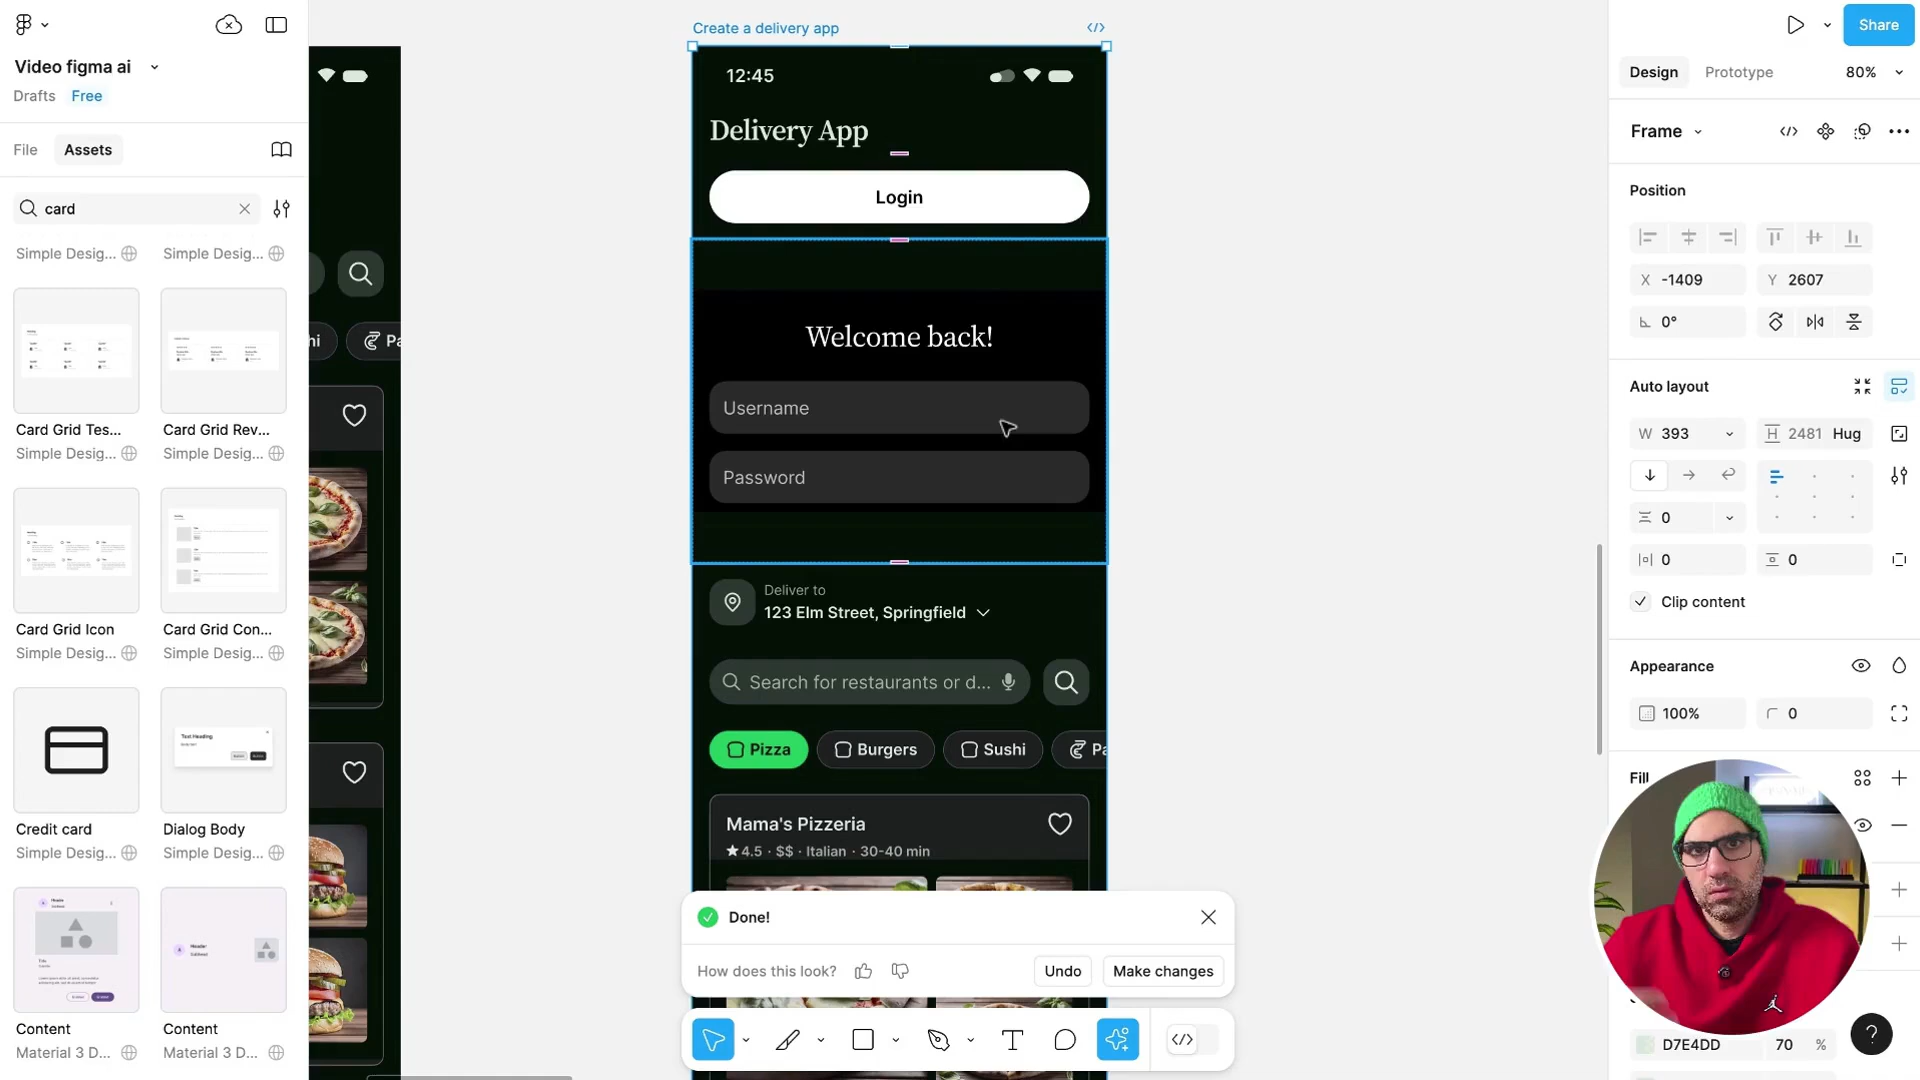 Video figma ai
Drafts Free
File Assets
card
Simple Desig... Simple Desig...
Card Grid Tes... Card Grid Rev...
Simple Desig... Simple Desig...
Card Grid Icon Card Grid Con...
Simple Desig... Simple Desig...
Credit card Dialog Body
Simple Desig... Simple Desig...
Content Content
Material 3 D... Material 3 D...
hi Pa
Create a delivery app
12:45
Delivery App
Login
Welcome back!
Username
Password
Deliver to
123 Elm Street, Springfield
Search for restaurants or d...
Pizza Burgers Sushi Pa
Mama's Pizzeria
4.5 · $$ · Italian · 30-40 min
Done!
How does this look? Undo Make changes
Share
Design Prototype 80%
Frame
Position
X -1409 Y 2607
0°
Auto layout
W 393 H 2481 Hug
0
0 0
Clip content
Appearance
100% 0
Fill
D7E4DD 70 %
?